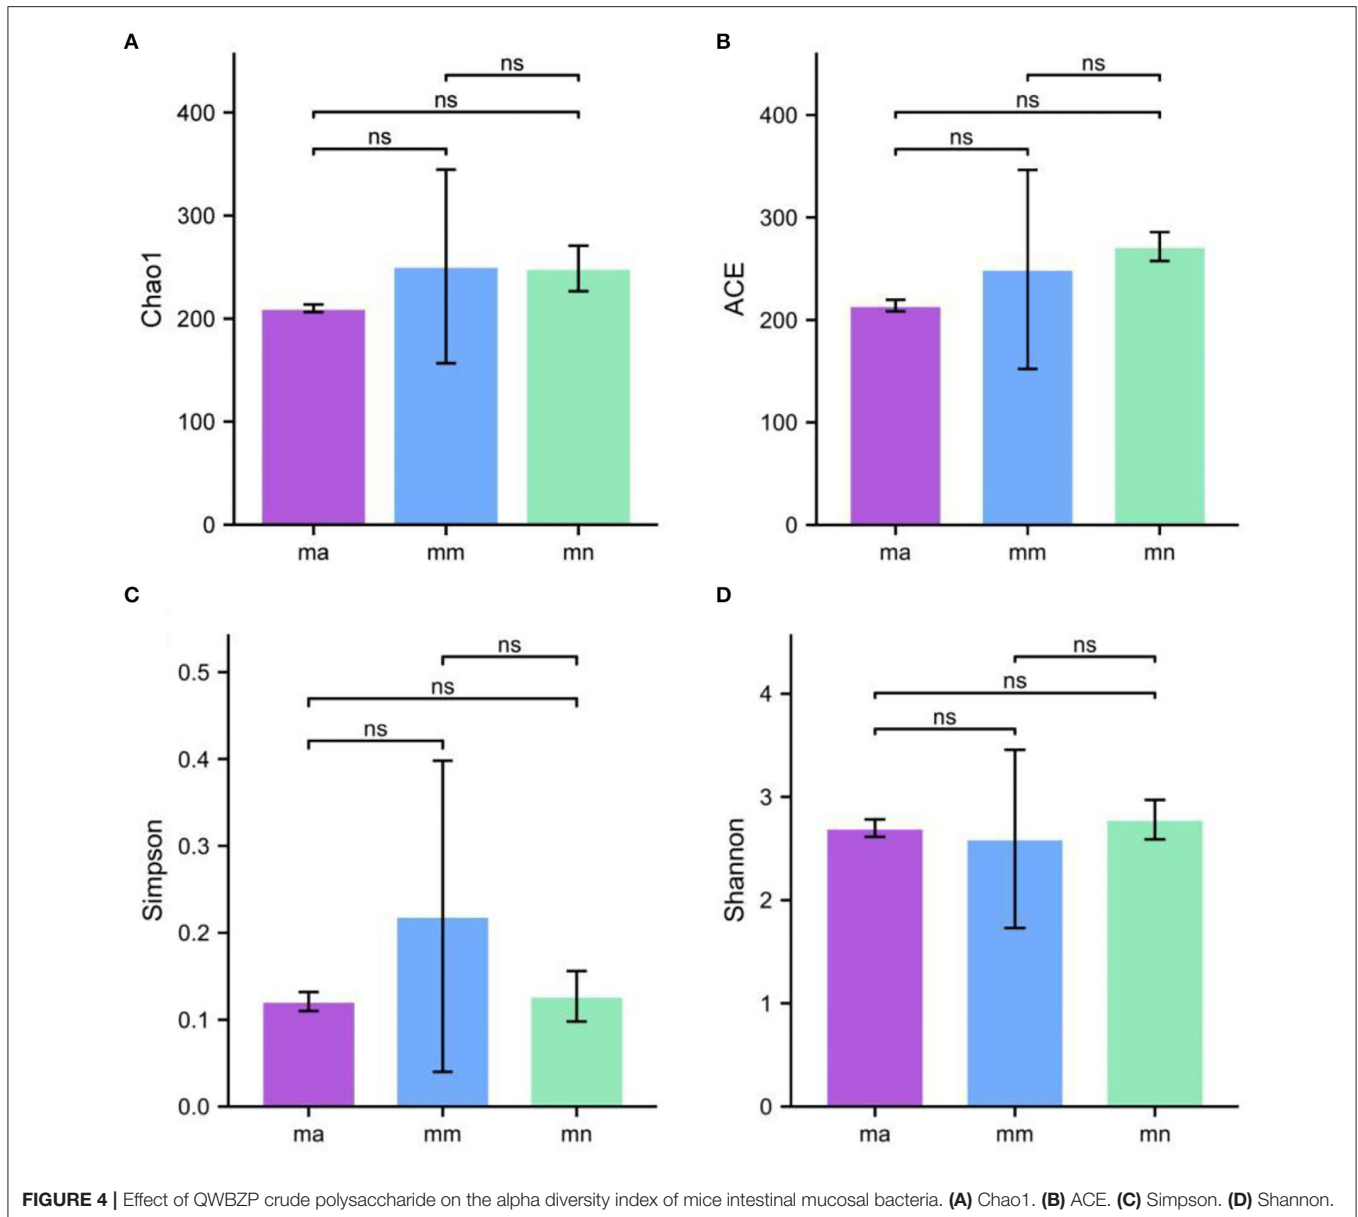 A
ns
ns
ns
400
300
200
100
0
Chao1
ma mm mn
B
ns
ns
ns
400
300
200
100
0
ACE
ma mm mn
C
ns
ns
ns
0.5
0.4
0.3
0.2
0.1
0.0
Simpson
ma mm mn
D
ns
ns
ns
4
3
2
1
0
Shannon
ma mm mn
FIGURE 4 | Effect of QWBZP crude polysaccharide on the alpha diversity index of mice intestinal mucosal bacteria. (A) Chao1. (B) ACE. (C) Simpson. (D) Shannon.